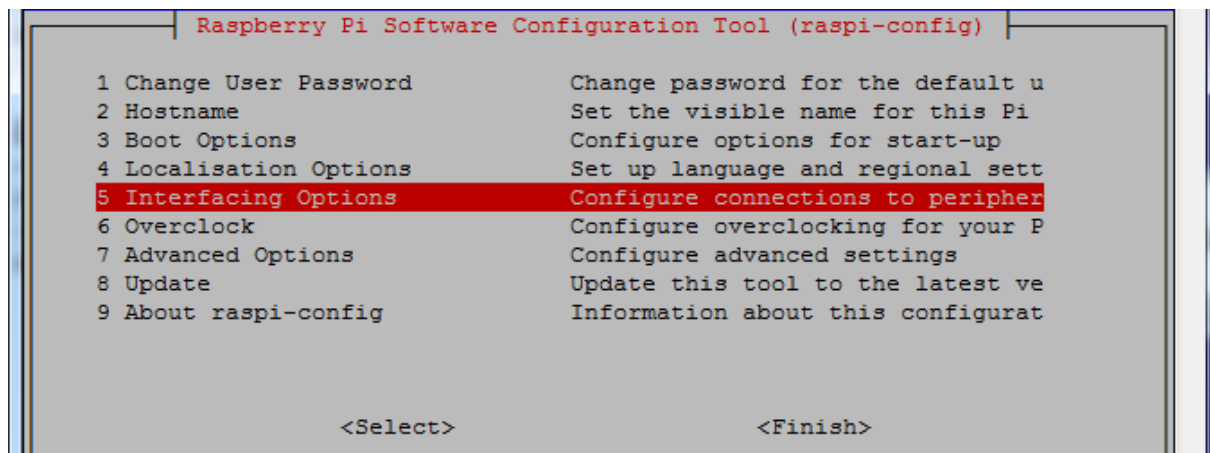 Raspberry Pi Software Configuration Tool (raspi-config)
1 Change User Password Change password for the default u
2 Hostname Set the visible name for this Pi
3 Boot Options Configure options for start-up
4 Localisation Options Set up language and regional sett
5 Interfacing Options Configure connections to peripher
6 Overclock Configure overclocking for your P
7 Advanced Options Configure advanced settings
8 Update Update this tool to the latest ve
9 About raspi-config Information about this configurat
<Select> <Finish>